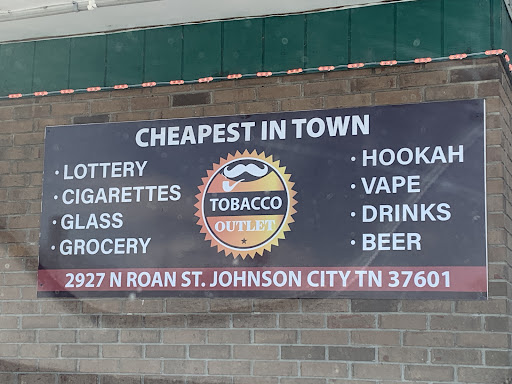 CHEAPEST IN TOWN
· LOTTERY
· CIGARETTES
· GLASS
· GROCERY
TOBACCO
OUTLET
· HOOKAH
· VAPE
· DRINKS
· BEER
2927 N ROAN ST. JOHNSON CITY TN 37601